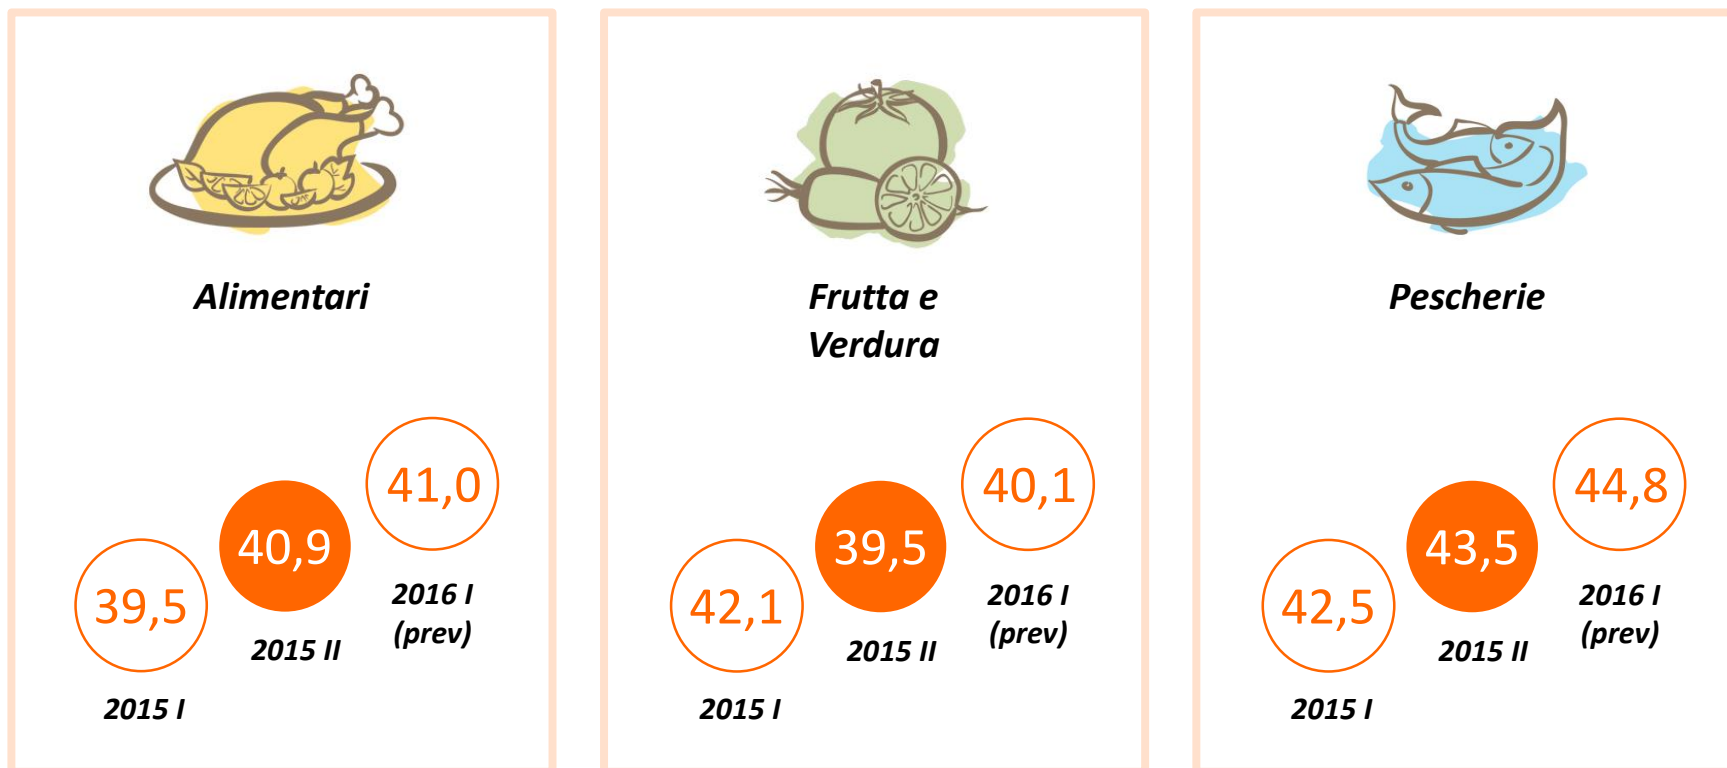 Alimentari
39,5
2015 I
40,9
2015 II
41,0
2016 I
(prev)
Frutta e
Verdura
42,1
2015 I
39,5
2015 II
40,1
2016 I
(prev)
Pescherie
42,5
2015 I
43,5
2015 II
44,8
2016 I
(prev)